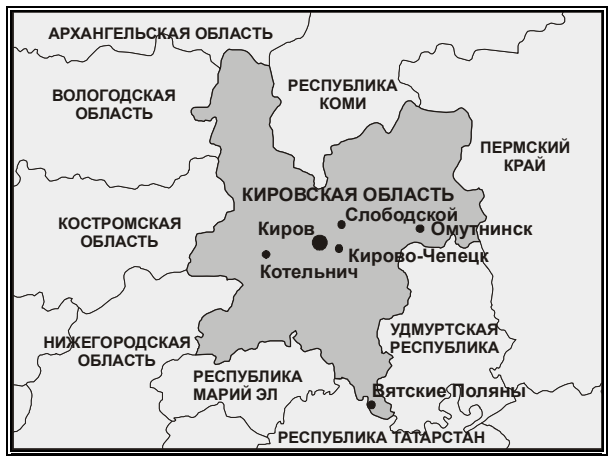 АРХАНГЕЛЬСКАЯ ОБЛАСТЬ
РЕСПУБЛИКА
КОМИ
ВОЛОГОДСКАЯ
ОБЛАСТЬ
ПЕРМСКИЙ
КРАЙ
КИРОВСКАЯ ОБЛАСТЬ
Слободской
КОСТРОМСКАЯ
ОБЛАСТЬ
Киров
Омутнинск
Кирово-Чепецк
Котельнич
УДМУРТСКАЯ
РЕСПУБЛИКА
НИЖЕГОРОДСКАЯ
ОБЛАСТЬ
РЕСПУБЛИКА
МАРИЙ ЭЛ
Вятские Поляны
РЕСПУБЛИКА ТАТАРСТАН